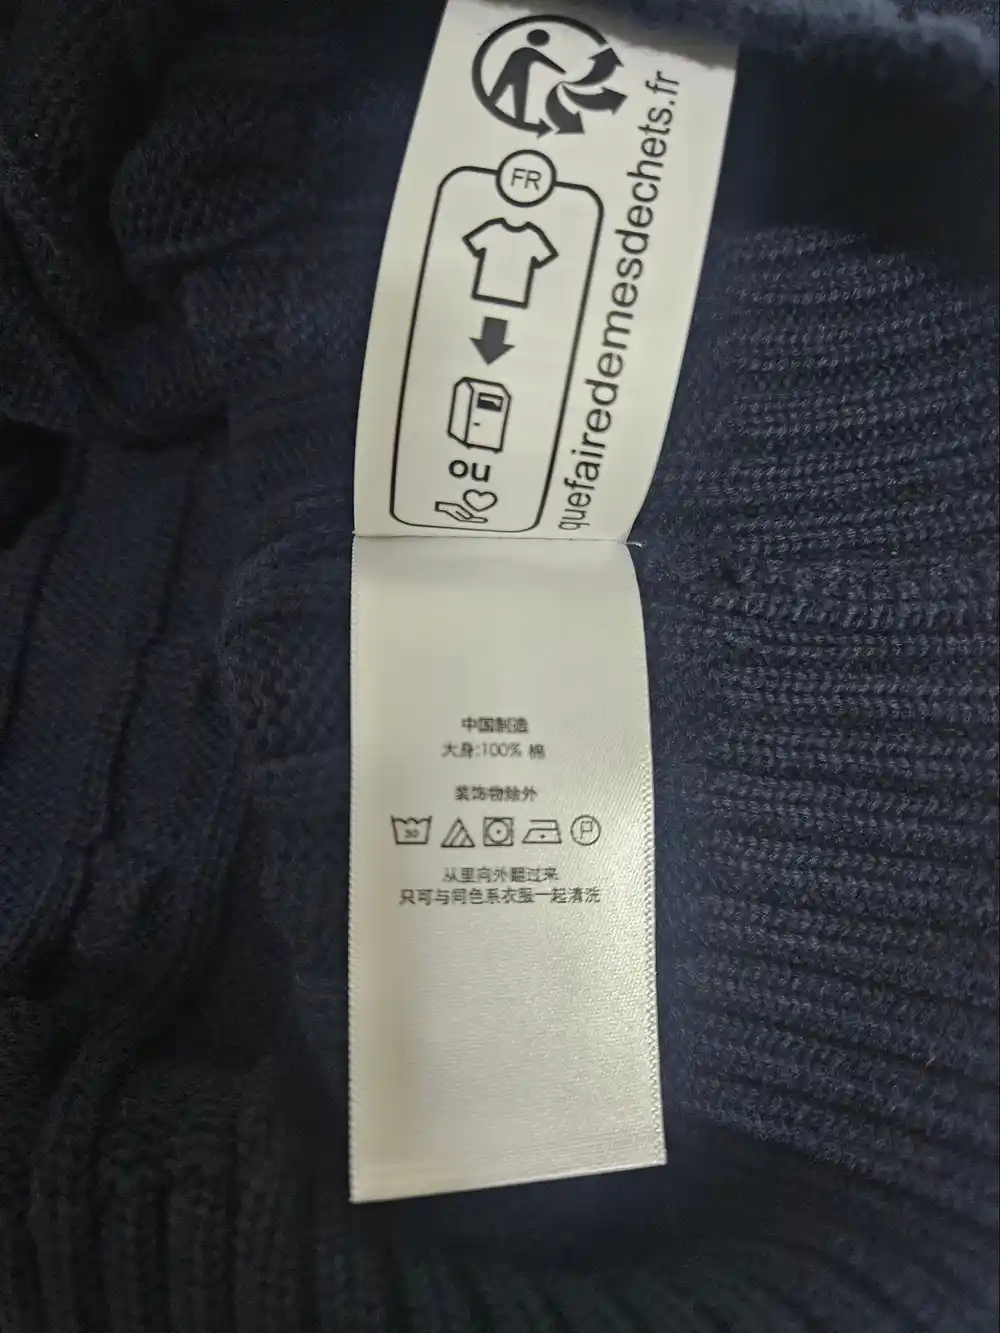 FR
ou
quefairedemesdechets.fr
中国制造
大身:100% 棉
装饰物除外
30
P
从里向外翻过来
只可与同色系衣服一起清洗